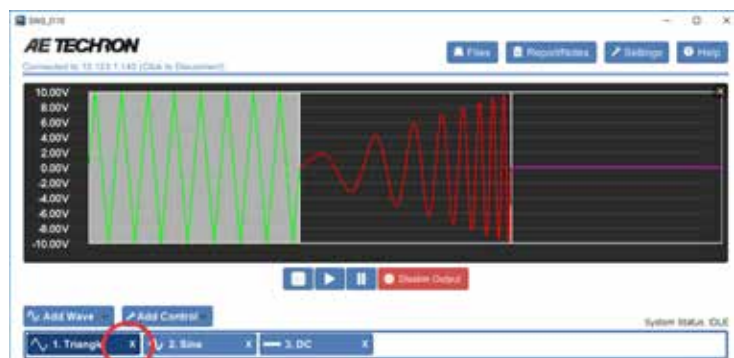 AE TECHRON
Connected to 10.123.1.140 (Click to Disconnect)
Files
Report/Notes
Settings
Help
10.00V
8.00V
6.00V
4.00V
2.00V
0.00V
-2.00V
-4.00V
-6.00V
-8.00V
-10.00V
x
Disable Output
Add Wave
Add Control
System Status: IDLE
1. Triangle X
2. Sine X
3. DC X